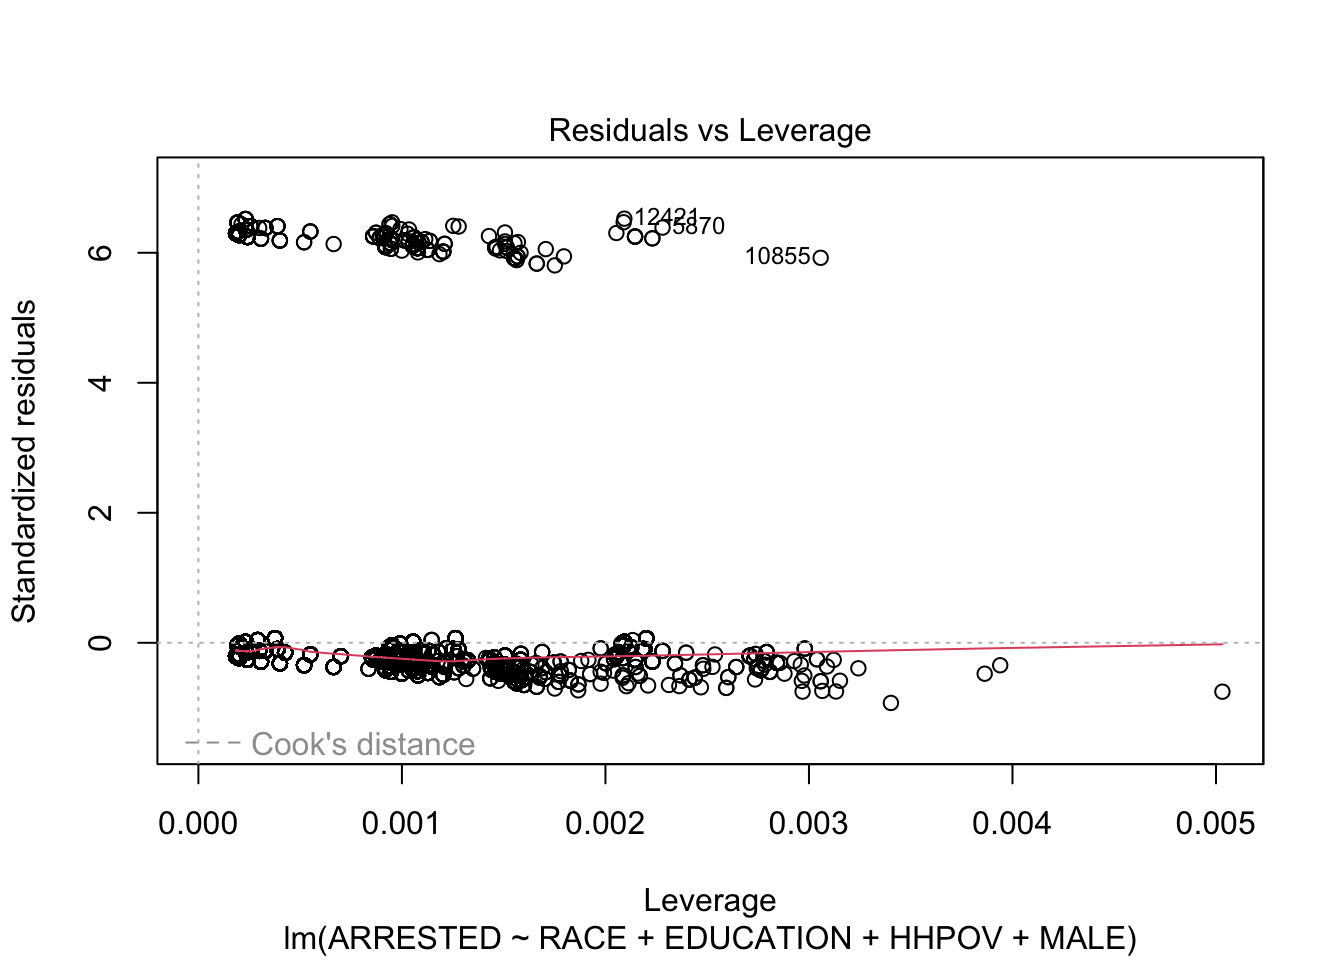 Residuals vs Leverage
Standardized residuals
6
4
2
0
12421
5870
10855
Cook's distance
0.000 0.001 0.002 0.003 0.004 0.005
Leverage
lm(ARRESTED ~ RACE + EDUCATION + HHPOV + MALE)